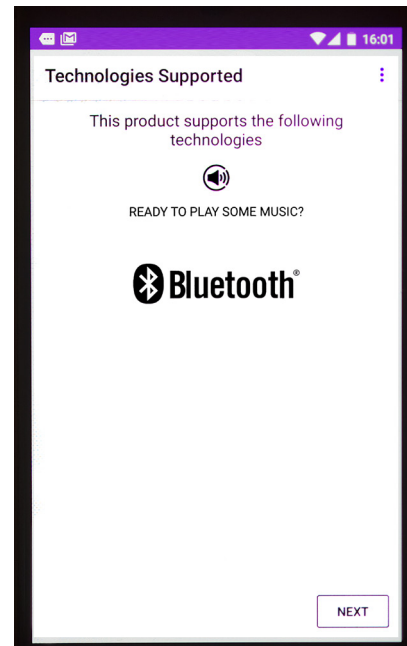 16:01
Technologies Supported
This product supports the following
technologies
READY TO PLAY SOME MUSIC?
Bluetooth®
NEXT